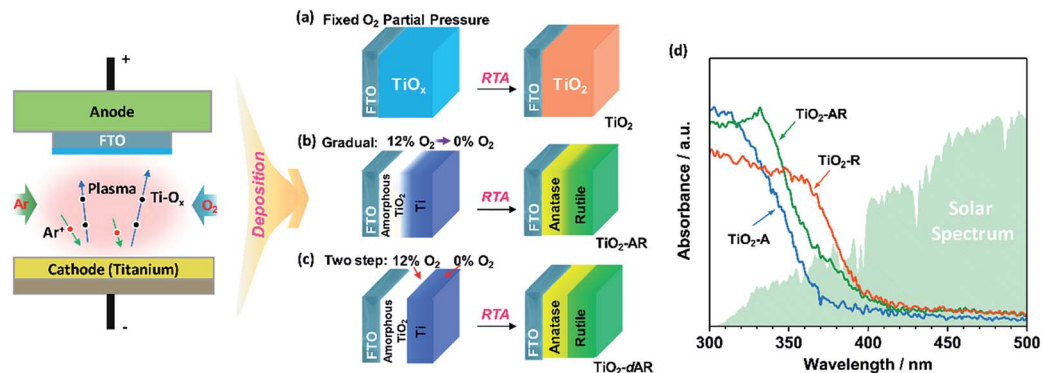 +
Anode
FTO
Plasma
Ti-Oₓ
Ar
O₂
Ar⁺
Cathode (Titanium)
-
Deposition
(a) Fixed O₂ Partial Pressure
FTO
TiOₓ
RTA
FTO
TiO₂
TiO₂
(b) Gradual: 12% O₂ → 0% O₂
FTO
Amorphous
TiO₂
Ti
RTA
FTO
Anatase
Rutile
TiO₂-AR
(c) Two step: 12% O₂ 0% O₂
FTO
Amorphous
TiO₂
Ti
RTA
FTO
Anatase
Rutile
TiO₂-dAR
(d)
Absorbance / a.u.
TiO₂-AR
TiO₂-R
TiO₂-A
Solar
Spectrum
300 350 400 450 500
Wavelength / nm